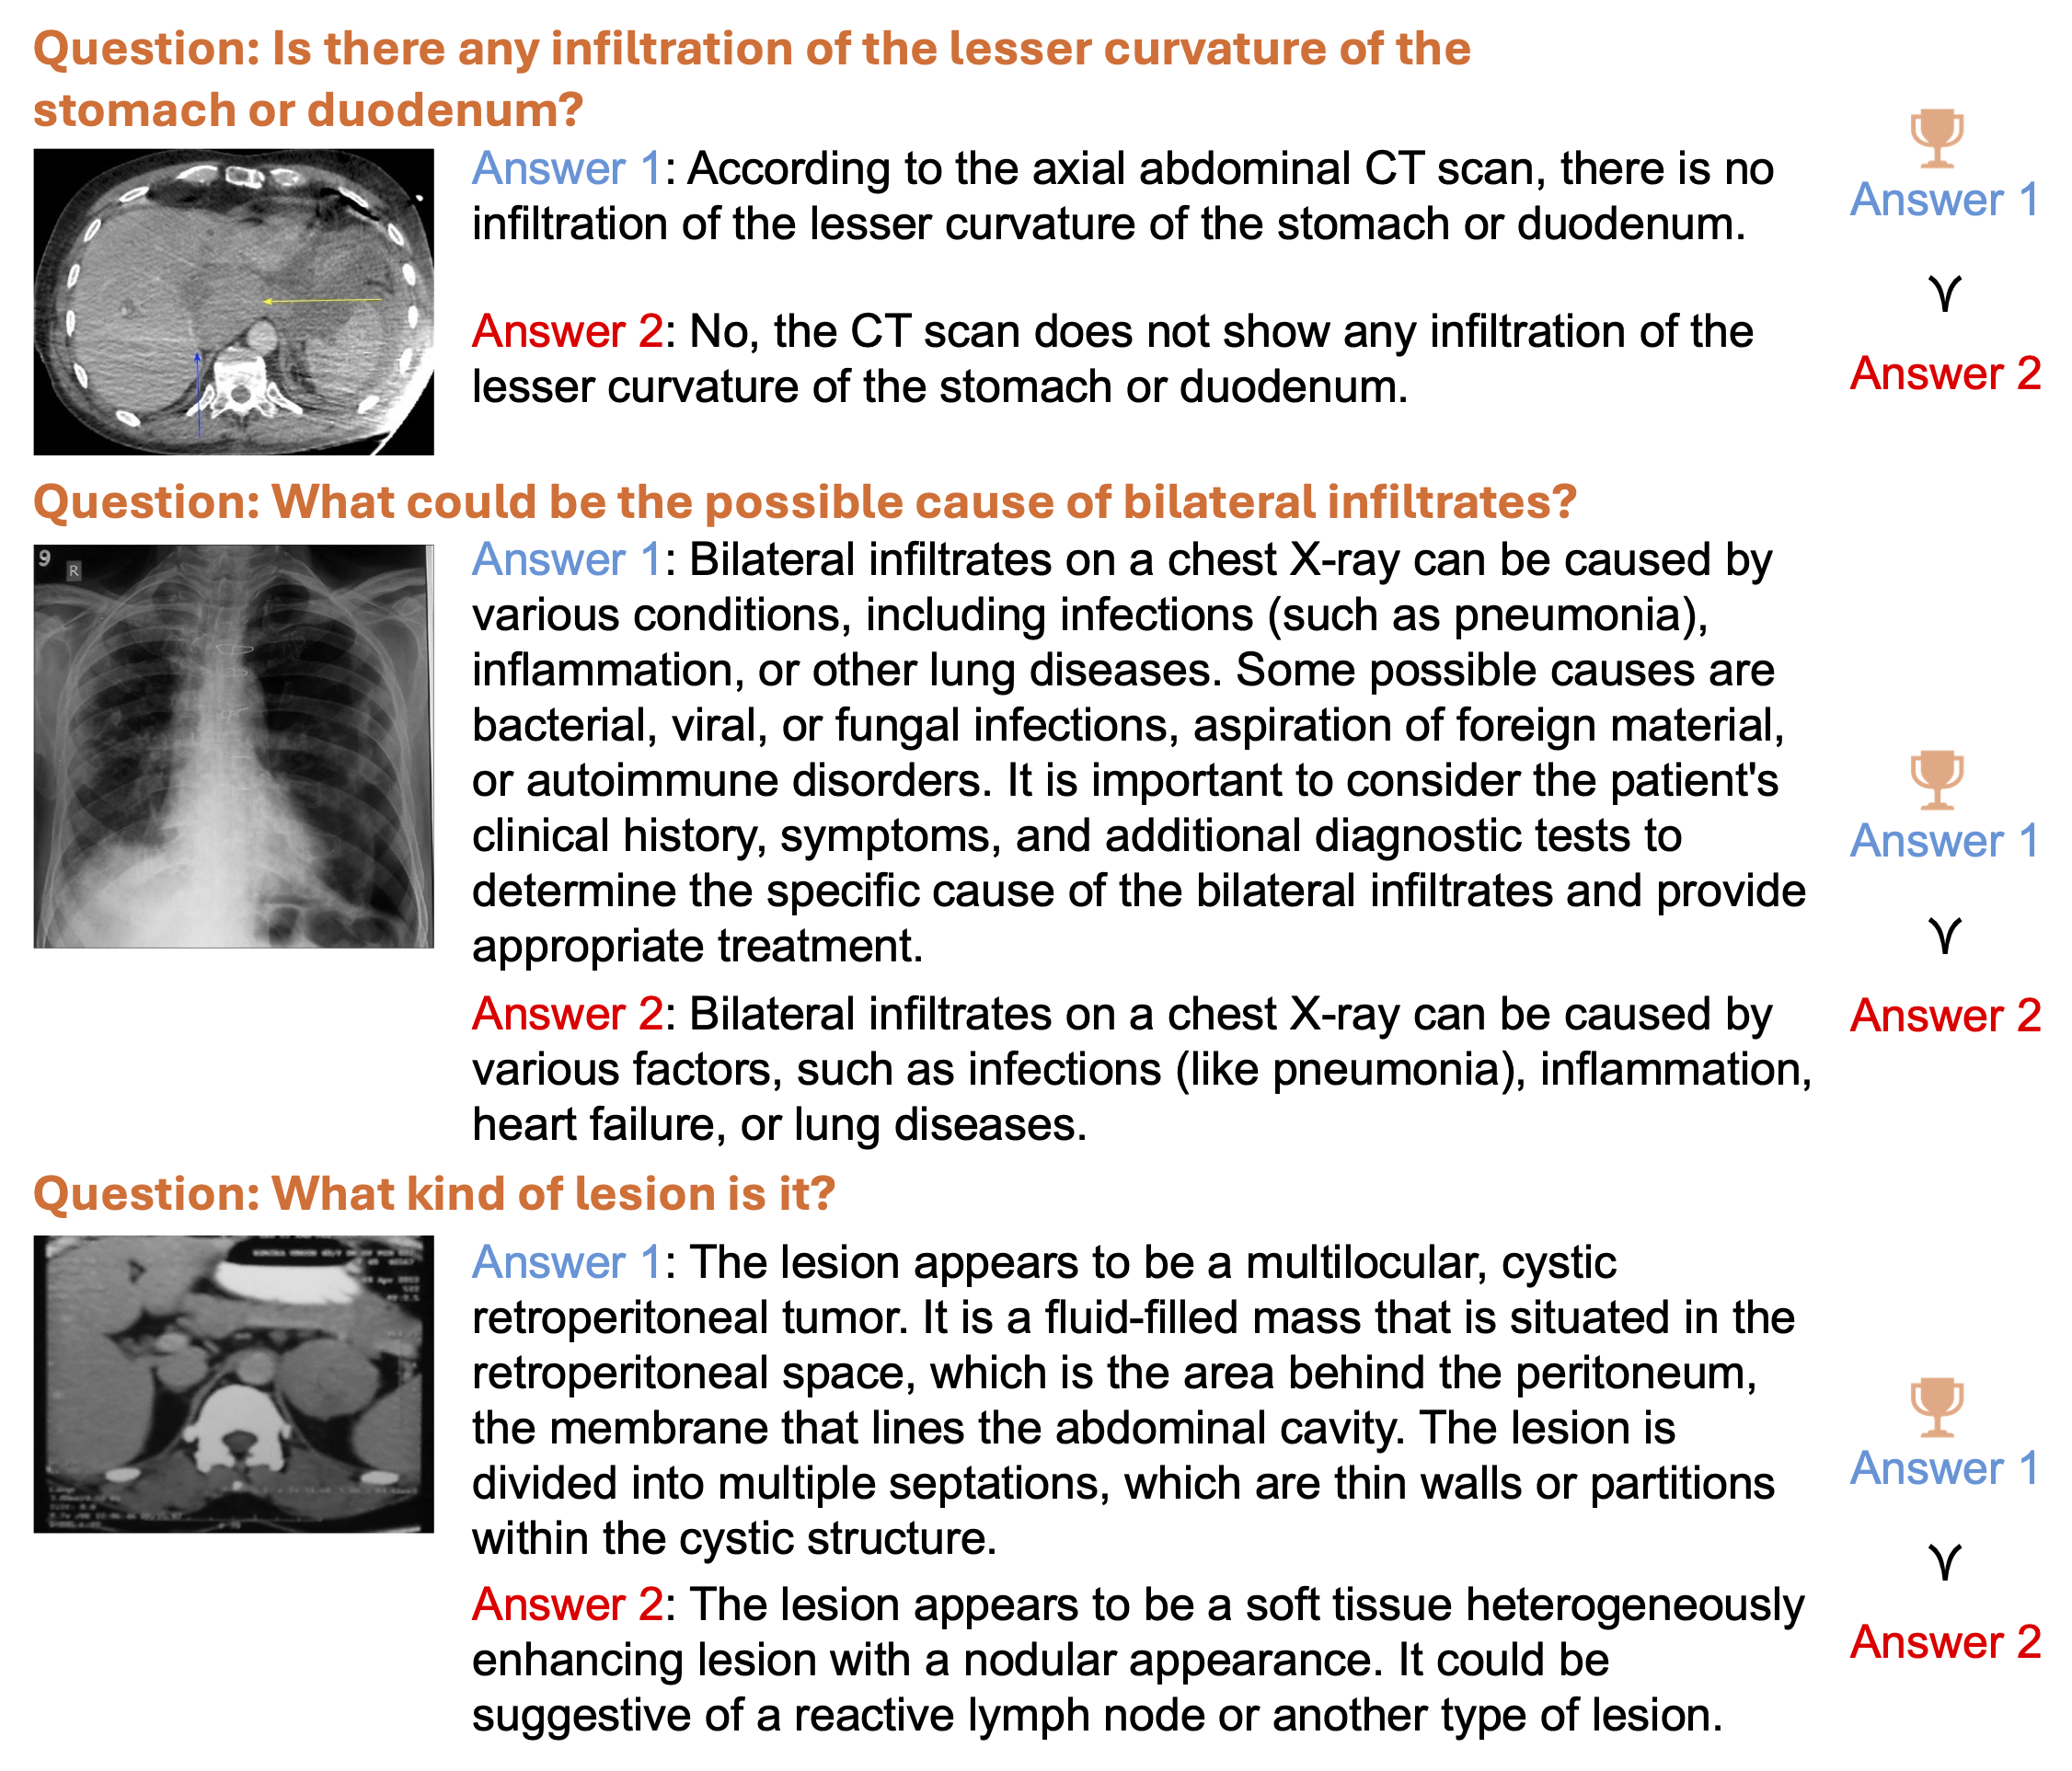 Question: Is there any infiltration of the lesser curvature of the
stomach or duodenum?
Answer 1: According to the axial abdominal CT scan, there is no
infiltration of the lesser curvature of the stomach or duodenum.
Answer 2: No, the CT scan does not show any infiltration of the
lesser curvature of the stomach or duodenum.
Answer 1
Answer 2
Question: What could be the possible cause of bilateral infiltrates?
9
R
Answer 1: Bilateral infiltrates on a chest X-ray can be caused by
various conditions, including infections (such as pneumonia),
inflammation, or other lung diseases. Some possible causes are
bacterial, viral, or fungal infections, aspiration of foreign material,
or autoimmune disorders. It is important to consider the patient's
clinical history, symptoms, and additional diagnostic tests to
determine the specific cause of the bilateral infiltrates and provide
appropriate treatment.
Answer 2: Bilateral infiltrates on a chest X-ray can be caused by
various factors, such as infections (like pneumonia), inflammation,
heart failure, or lung diseases.
Answer 1
Answer 2
Question: What kind of lesion is it?
Answer 1: The lesion appears to be a multilocular, cystic
retroperitoneal tumor. It is a fluid-filled mass that is situated in the
retroperitoneal space, which is the area behind the peritoneum,
the membrane that lines the abdominal cavity. The lesion is
divided into multiple septations, which are thin walls or partitions
within the cystic structure.
Answer 2: The lesion appears to be a soft tissue heterogeneously
enhancing lesion with a nodular appearance. It could be
suggestive of a reactive lymph node or another type of lesion.
Answer 1
Answer 2